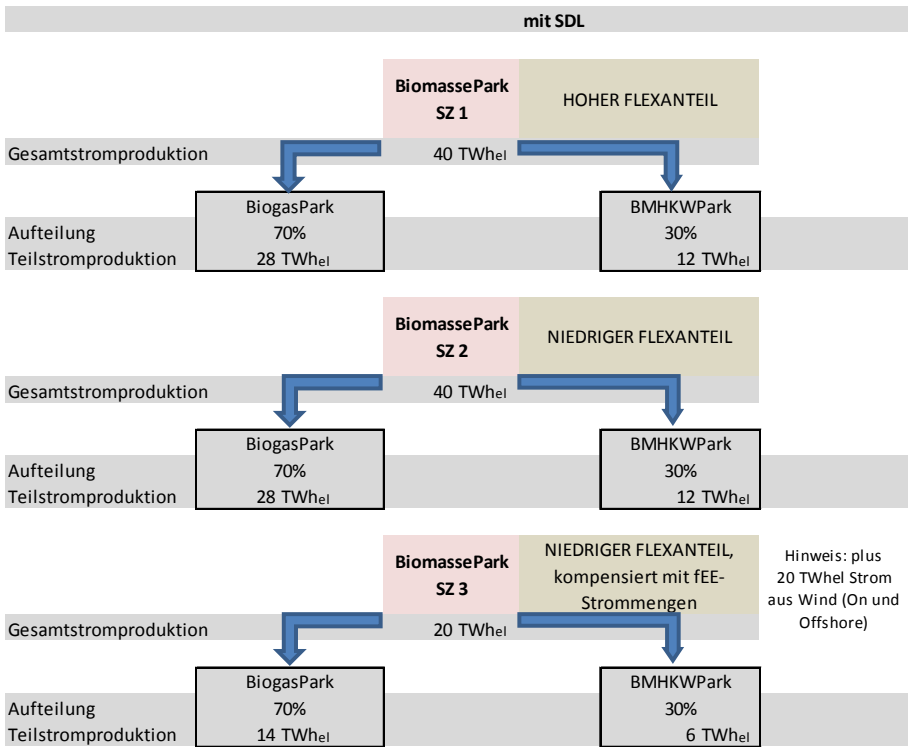 mit SDL
BiomassePark
SZ 1
HOHER FLEXANTEIL
Gesamtstromproduktion
40 TWhel
BiogasPark
BMHKWPark
Aufteilung
70%
30%
Teilstromproduktion
28 TWhel
12 TWhel
BiomassePark
SZ 2
NIEDRIGER FLEXANTEIL
Gesamtstromproduktion
40 TWhel
BiogasPark
BMHKWPark
Aufteilung
70%
30%
Teilstromproduktion
28 TWhel
12 TWhel
BiomassePark
SZ 3
NIEDRIGER FLEXANTEIL,
kompensiert mit fEE-
Strommengen
Hinweis: plus
20 TWhel Strom
aus Wind (On und
Offshore)
Gesamtstromproduktion
20 TWhel
BiogasPark
BMHKWPark
Aufteilung
70%
30%
Teilstromproduktion
14 TWhel
6 TWhel